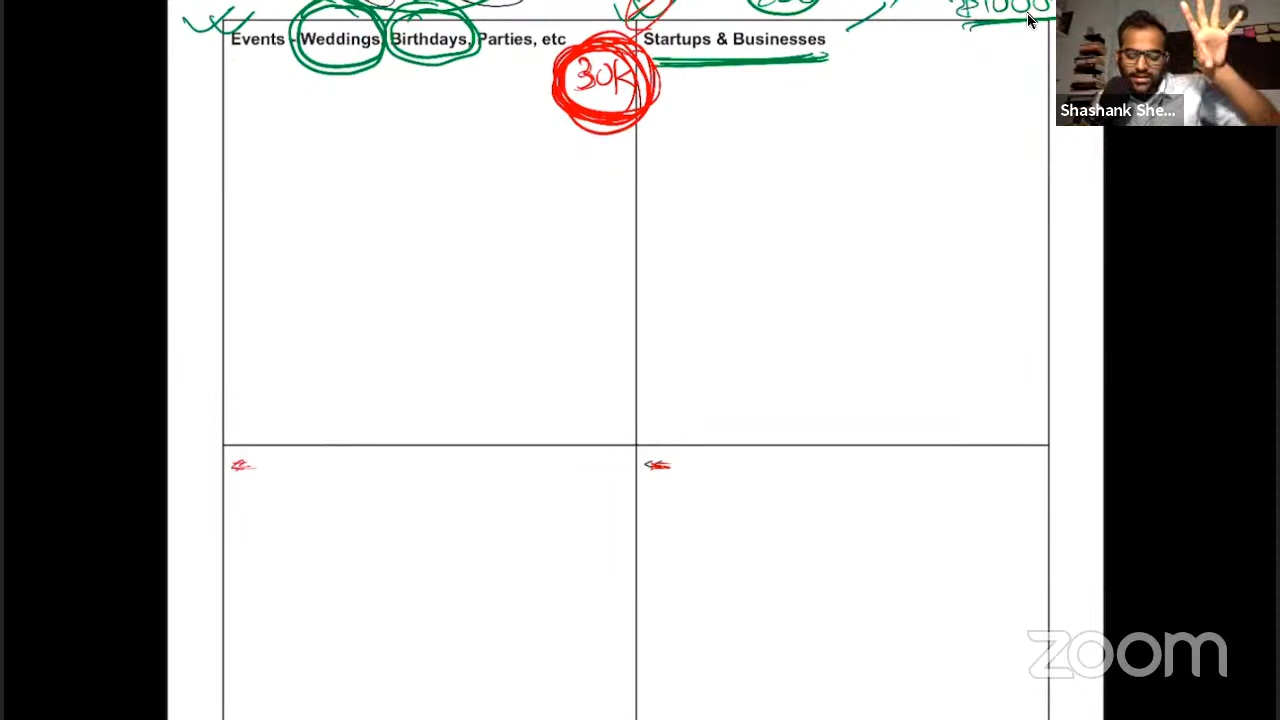 $1000
Events - Weddings, Birthdays, Parties, etc
Startups & Businesses
30K
Shashank She...
zoom